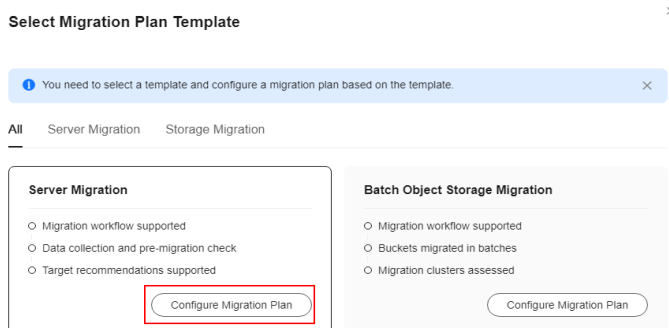 Select Migration Plan Template
You need to select a template and configure a migration plan based on the template.
All Server Migration Storage Migration
Server Migration
Migration workflow supported
Data collection and pre-migration check
Target recommendations supported
Configure Migration Plan
Batch Object Storage Migration
Migration workflow supported
Buckets migrated in batches
Migration clusters assessed
Configure Migration Plan